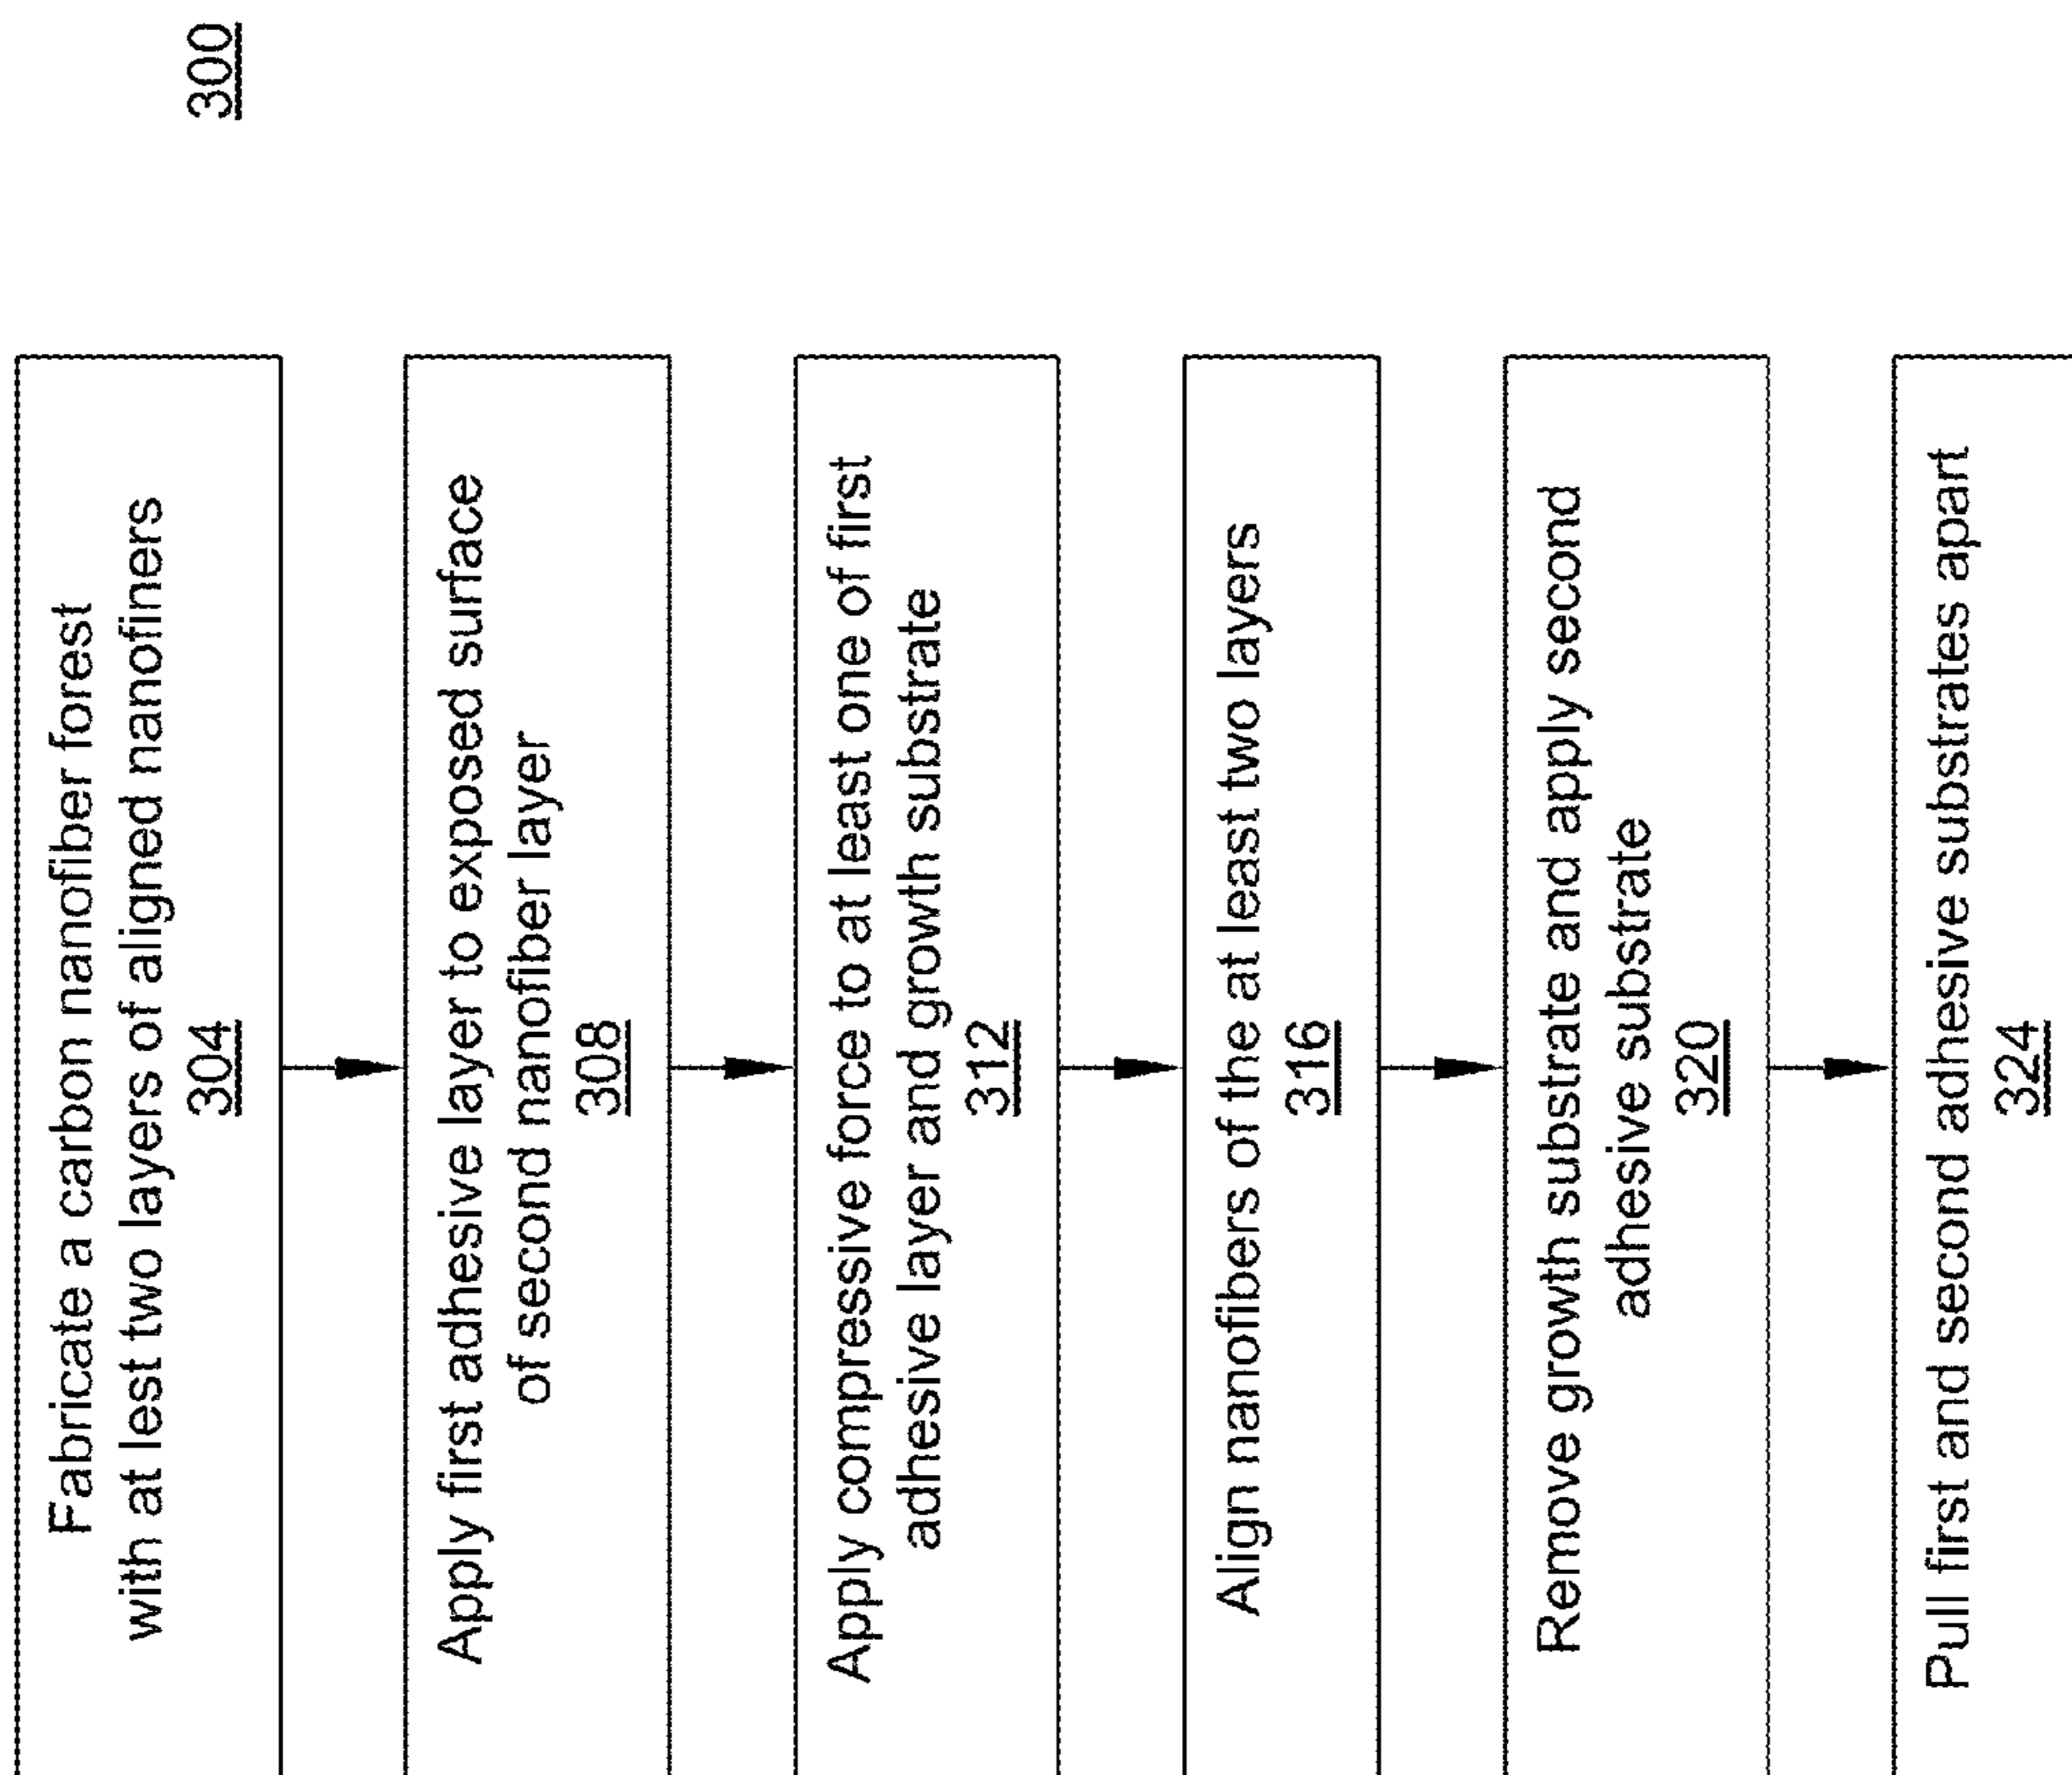 300
Fabricate a carbon nanofiber forest
with at lest two layers of aligned nanofiners
304
Apply first adhesive layer to exposed surface
of second nanofiber layer
308
Apply compressive force to at least one of first
adhesive layer and growth substrate
312
Align nanofibers of the at least two layers
316
Remove growth substrate and apply second
adhesive substrate
320
Pull first and second adhesive substrates apart
324